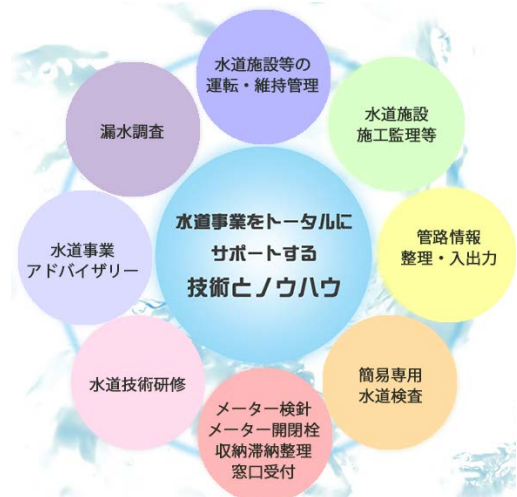 水道施設等の
運転・維持管理
水道施設
施工監理等
管路情報
整理・入出力
簡易専用
水道検査
メーター検針
メーター開閉栓
収納滞納整理
窓口受付
水道技術研修
水道事業
アドバイザリー
漏水調査
水道事業をトータルに
サポートする
技術とノウハウ